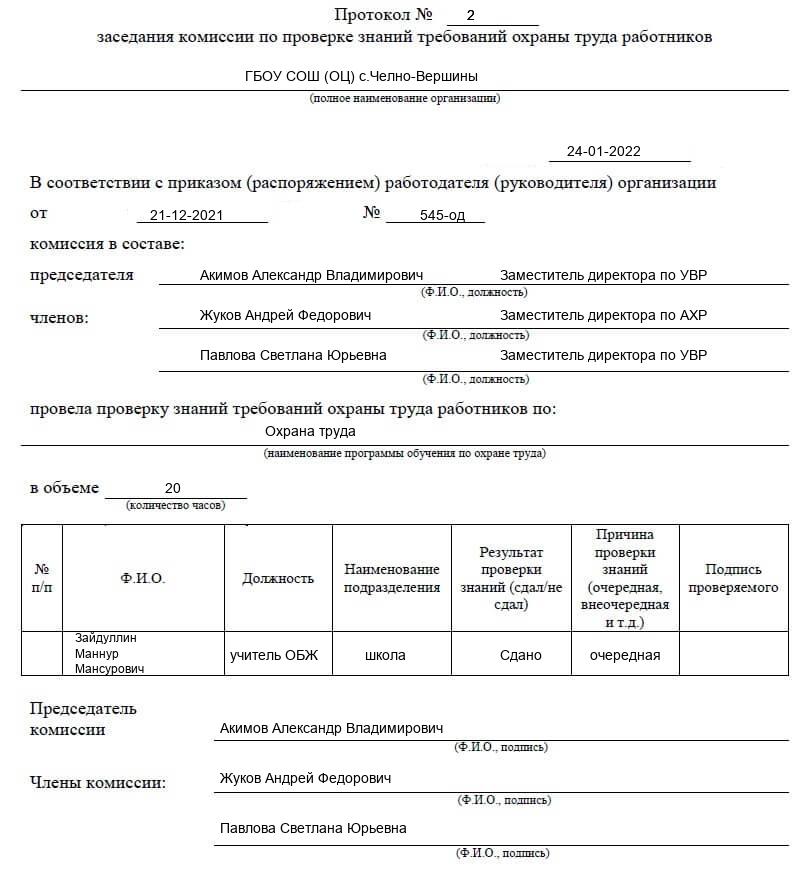 Протокол № 2
заседания комиссии по проверке знаний требований охраны труда работников
ГБОУ СОШ (ОЦ) с.Челно-Вершины
(полное наименование организации)
24-01-2022
В соответствии с приказом (распоряжением) работодателя (руководителя) организации
от 21-12-2021 № 545-од
комиссия в составе:
председателя Акимов Александр Владимирович Заместитель директора по УВР
(Ф.И.О., должность)
членов: Жуков Андрей Федорович Заместитель директора по АХР
(Ф.И.О., должность)
Павлова Светлана Юрьевна Заместитель директора по УВР
(Ф.И.О., должность)
провела проверку знаний требований охраны труда работников по:
Охрана труда
(наименование программы обучения по охране труда)
в объеме 20
(количество часов)
№
п/п
Ф.И.О.
Должность
Наименование
подразделения
Результат
проверки
знаний (сдал/не
сдал)
Причина
проверки
знаний
(очередная,
внеочередная
и т.д.)
Подпись
проверяемого
Зайдуллин
Маннур
Мансурович
учитель ОБЖ
школа
Сдано
очередная
Председатель
комиссии Акимов Александр Владимирович
(Ф.И.О., подпись)
Члены комиссии: Жуков Андрей Федорович
(Ф.И.О., подпись)
Павлова Светлана Юрьевна
(Ф.И.О., подпись)